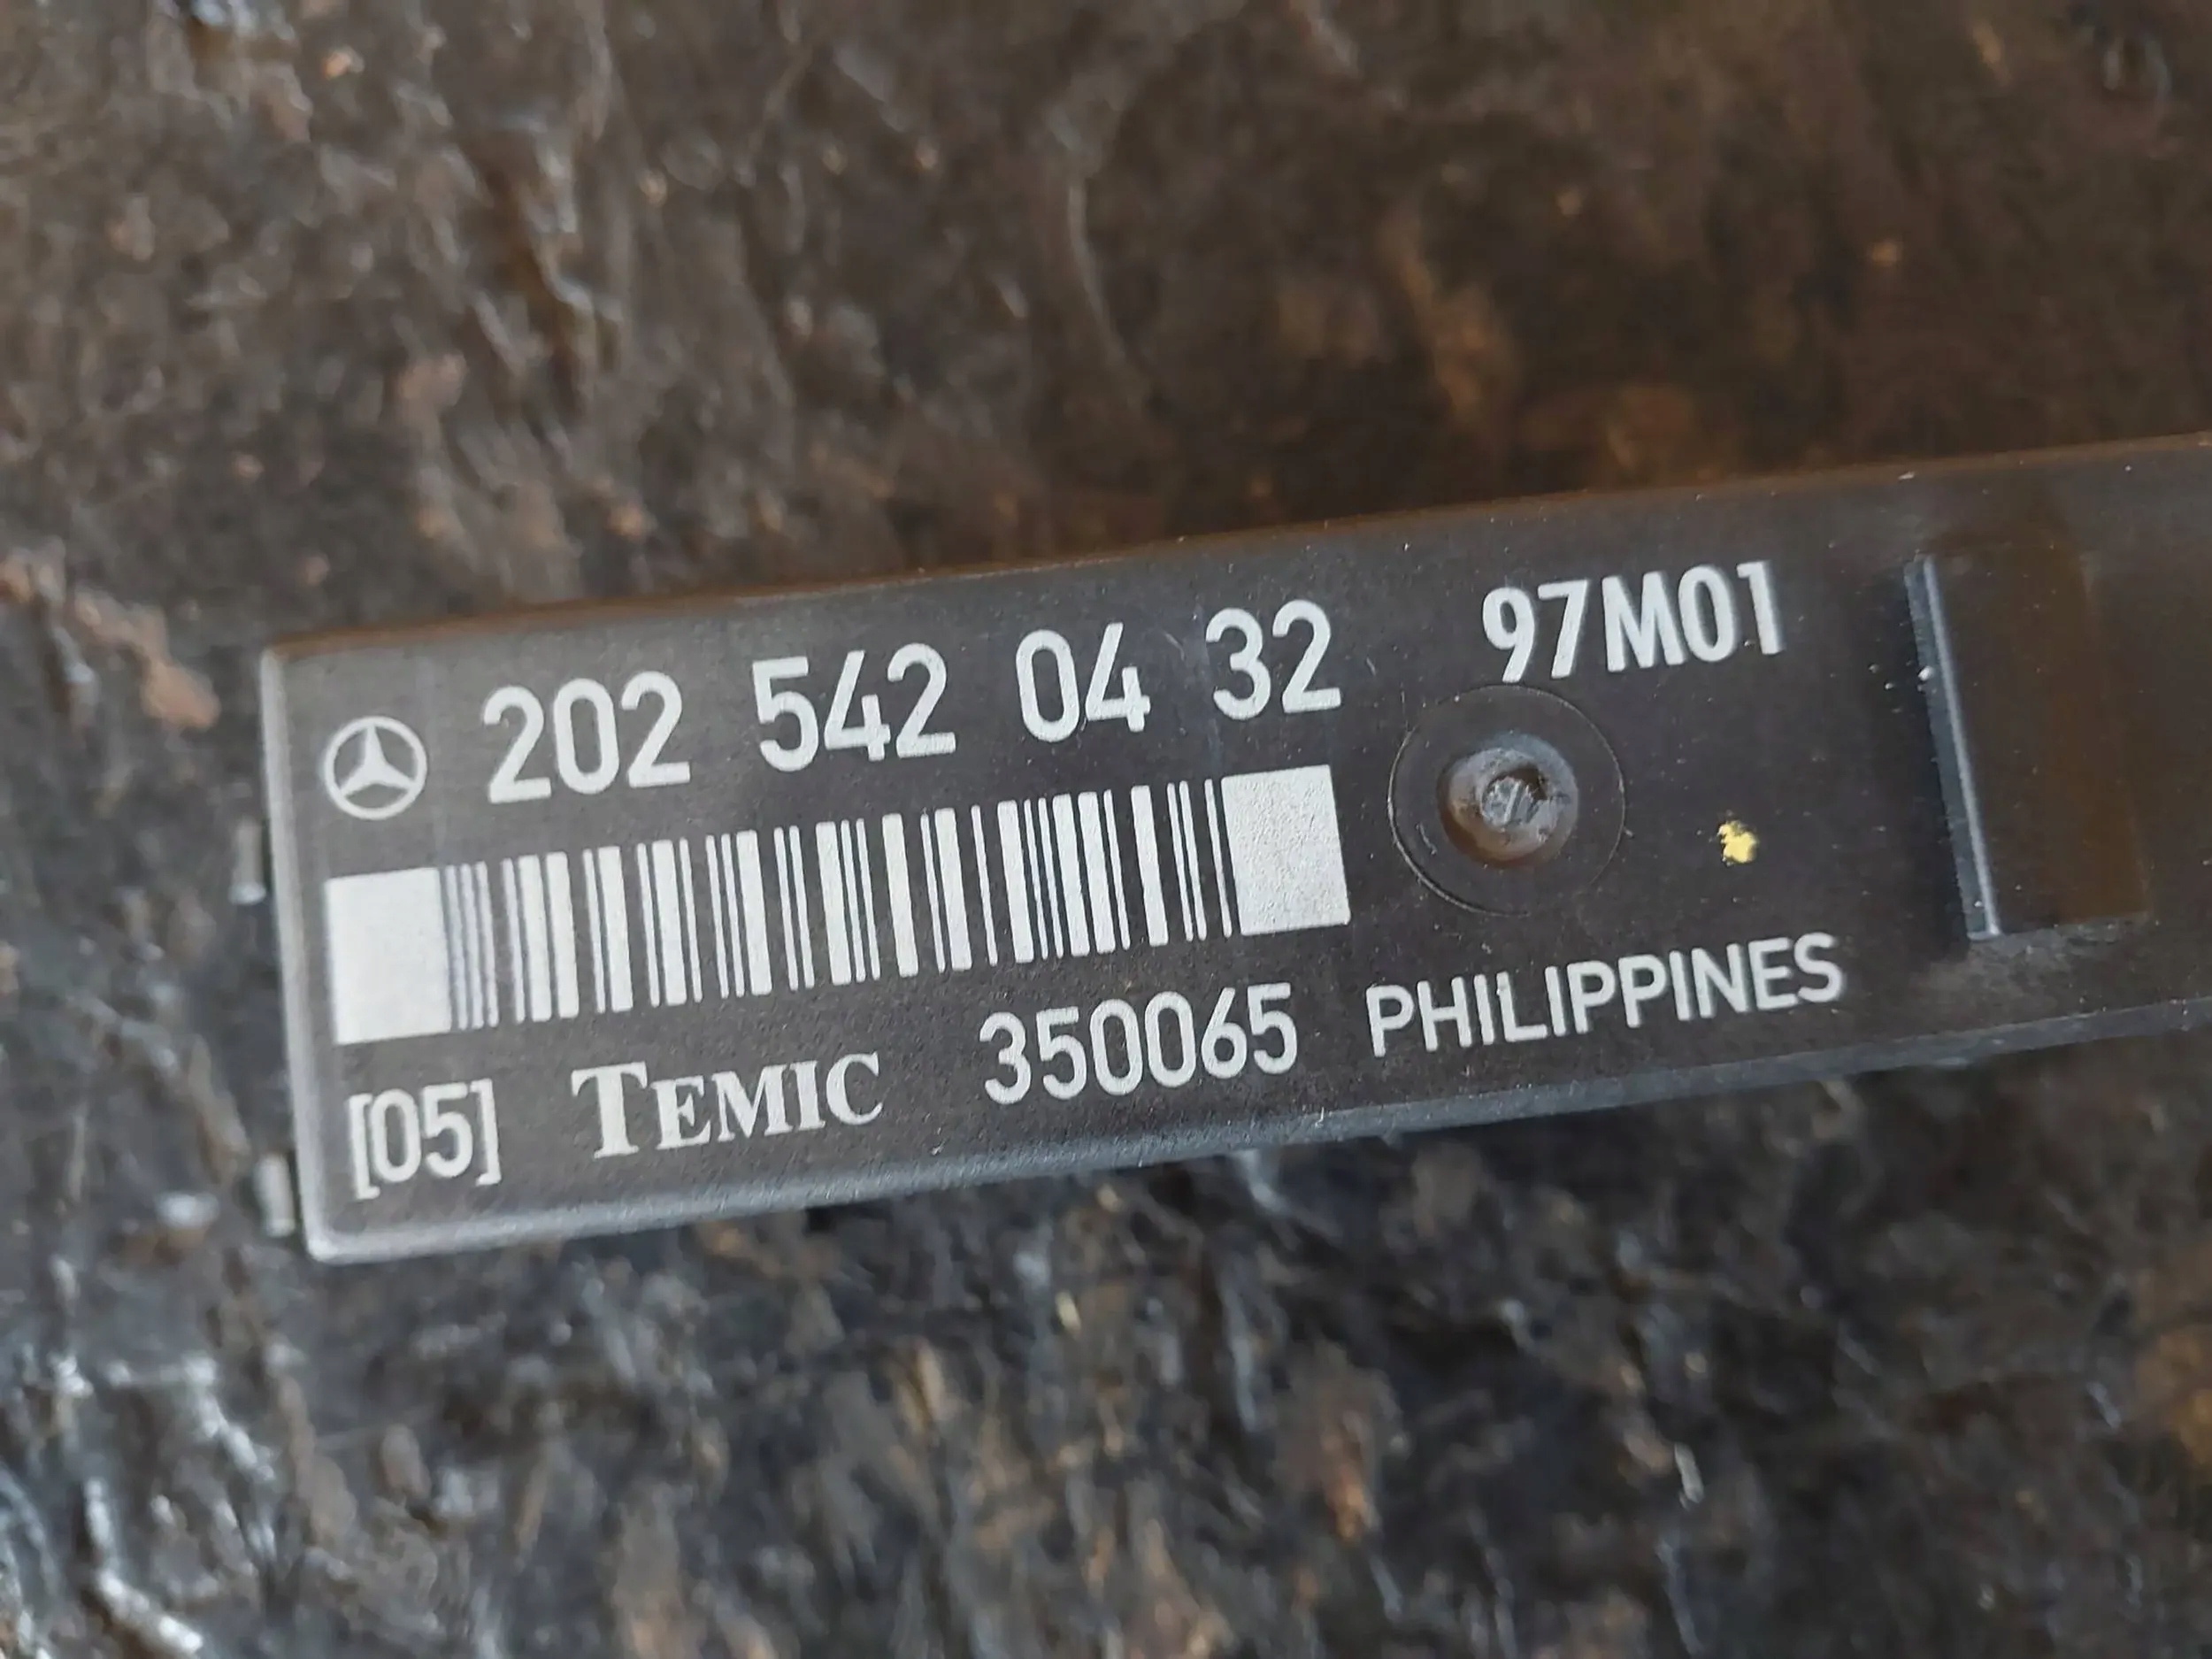 202 542 04 32 97M01
[05] TEMIC 350065 PHILIPPINES